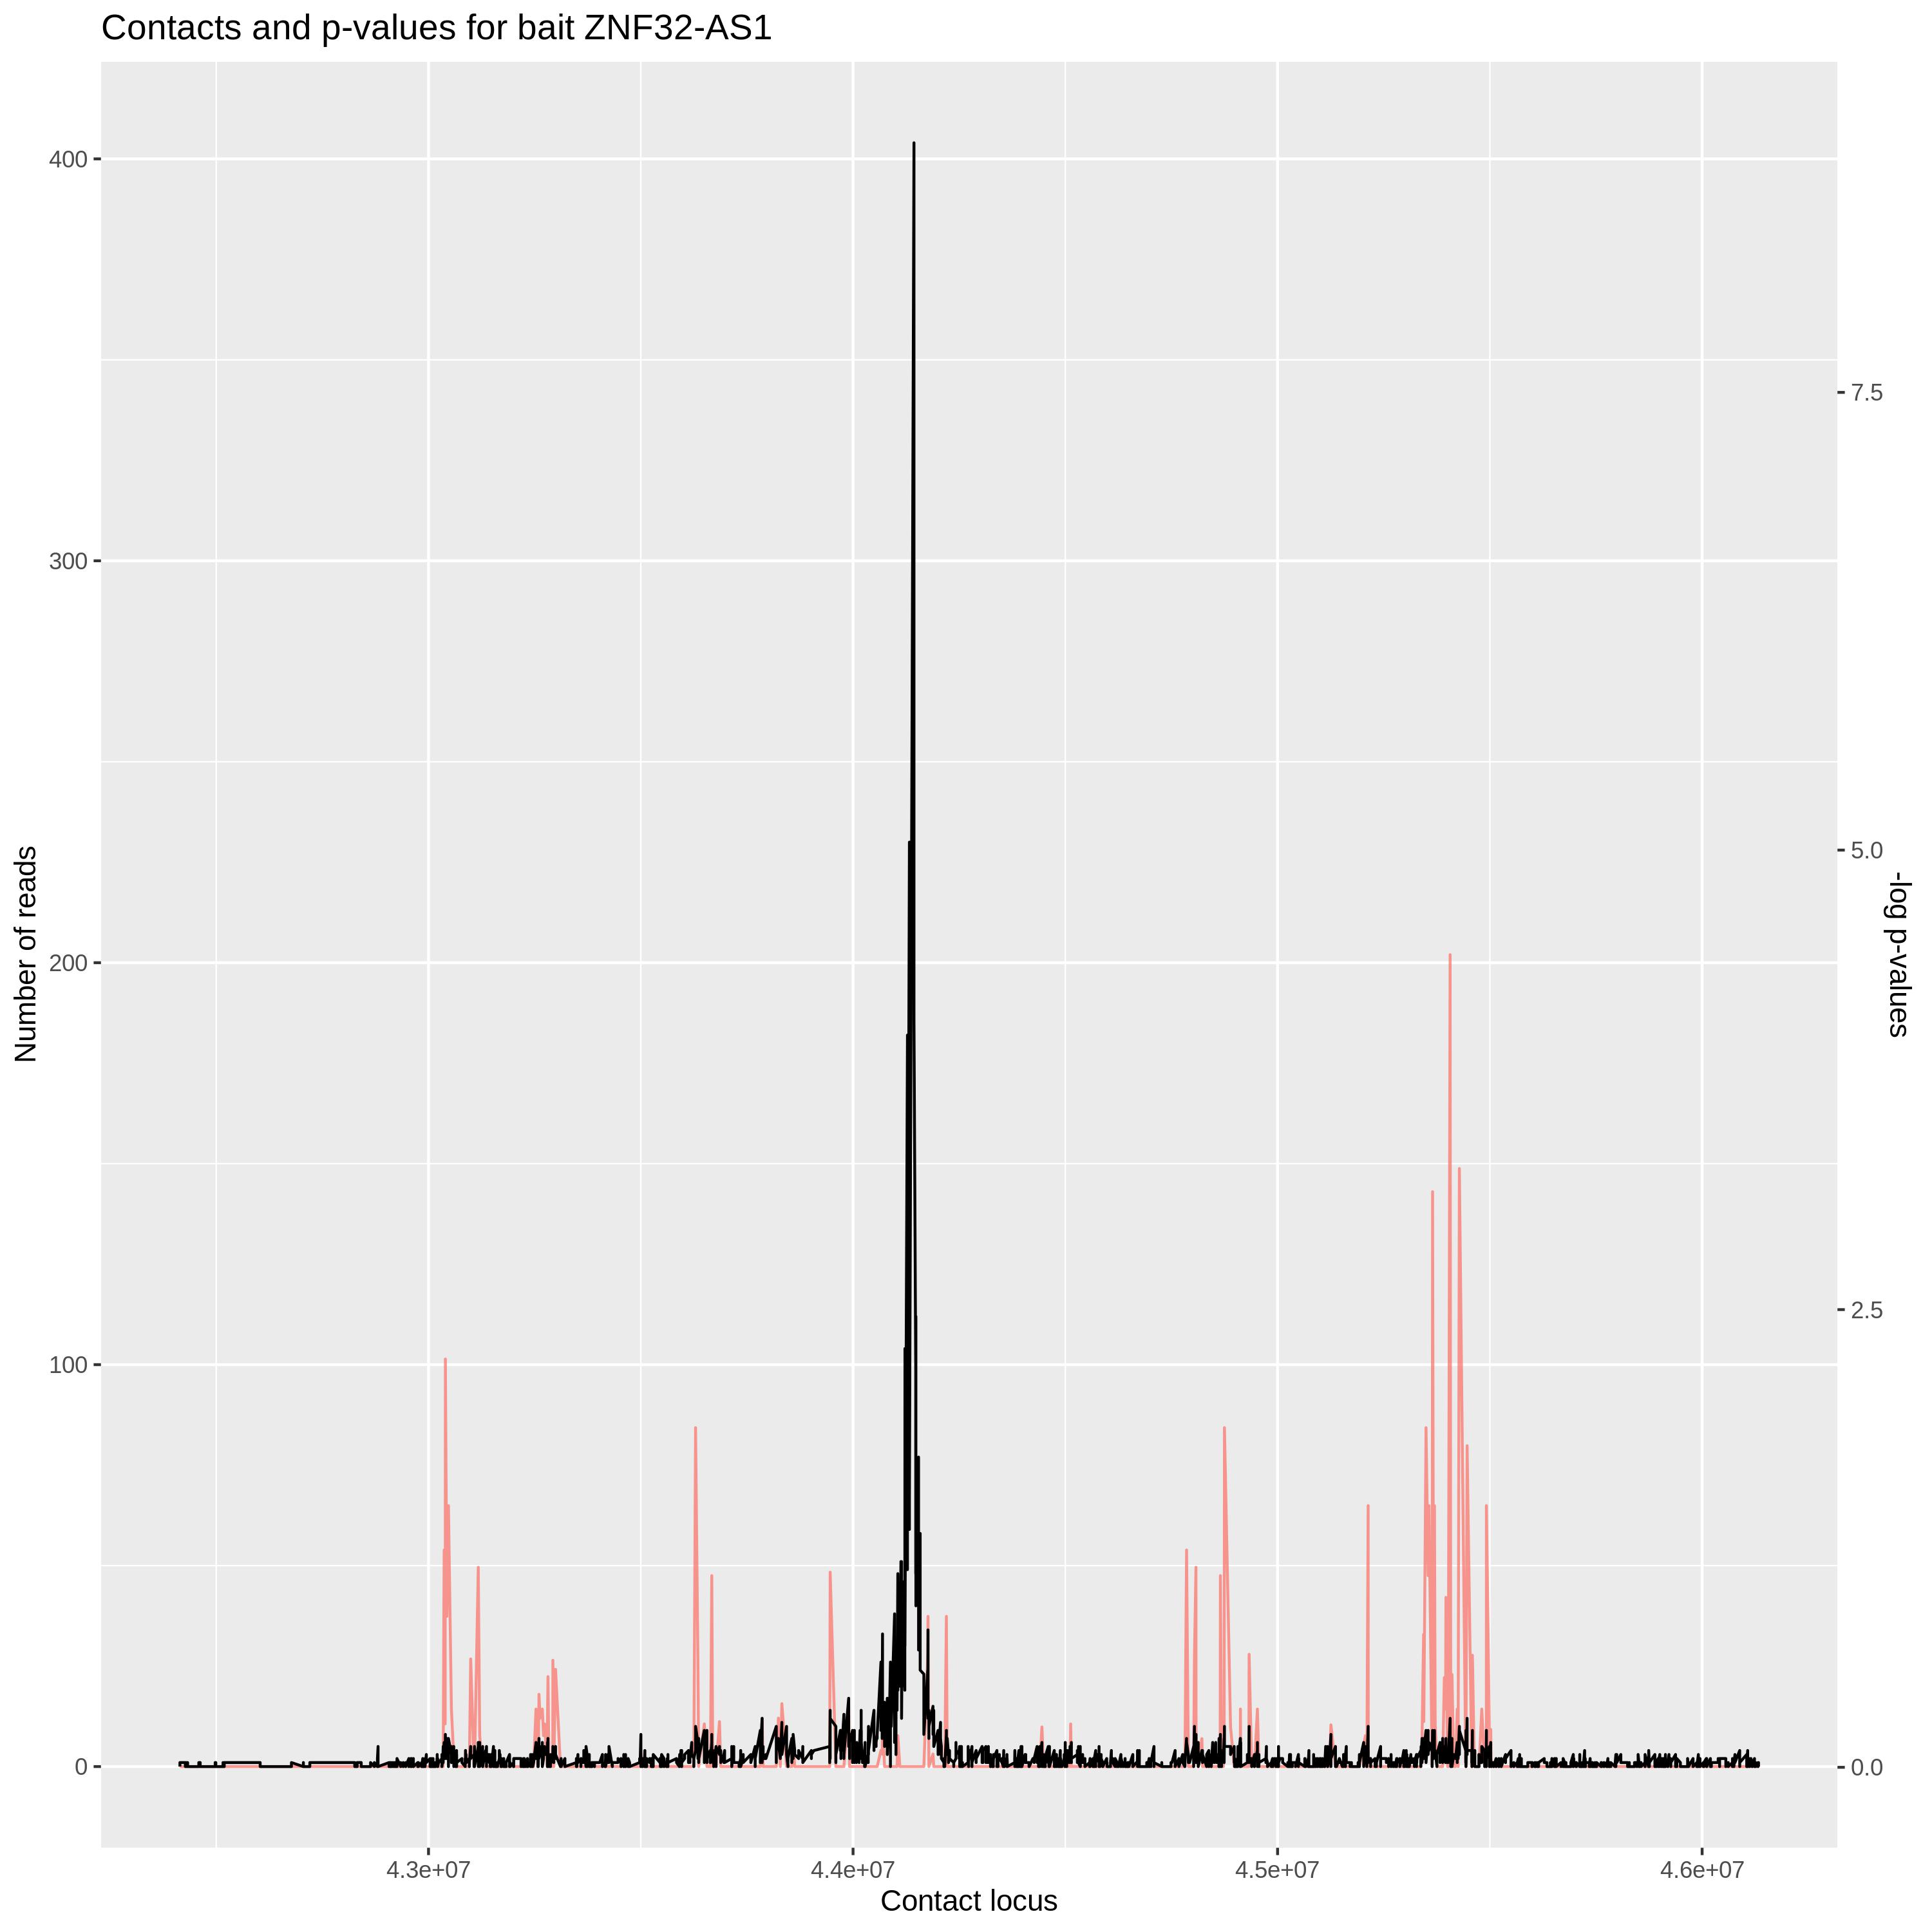 Contacts and p-values for bait ZNF32-AS1
400
300
200
100
0
Number of reads
7.5
5.0
2.5
0.0
-log p-values
4.3e+07
4.4e+07
4.5e+07
4.6e+07
Contact locus